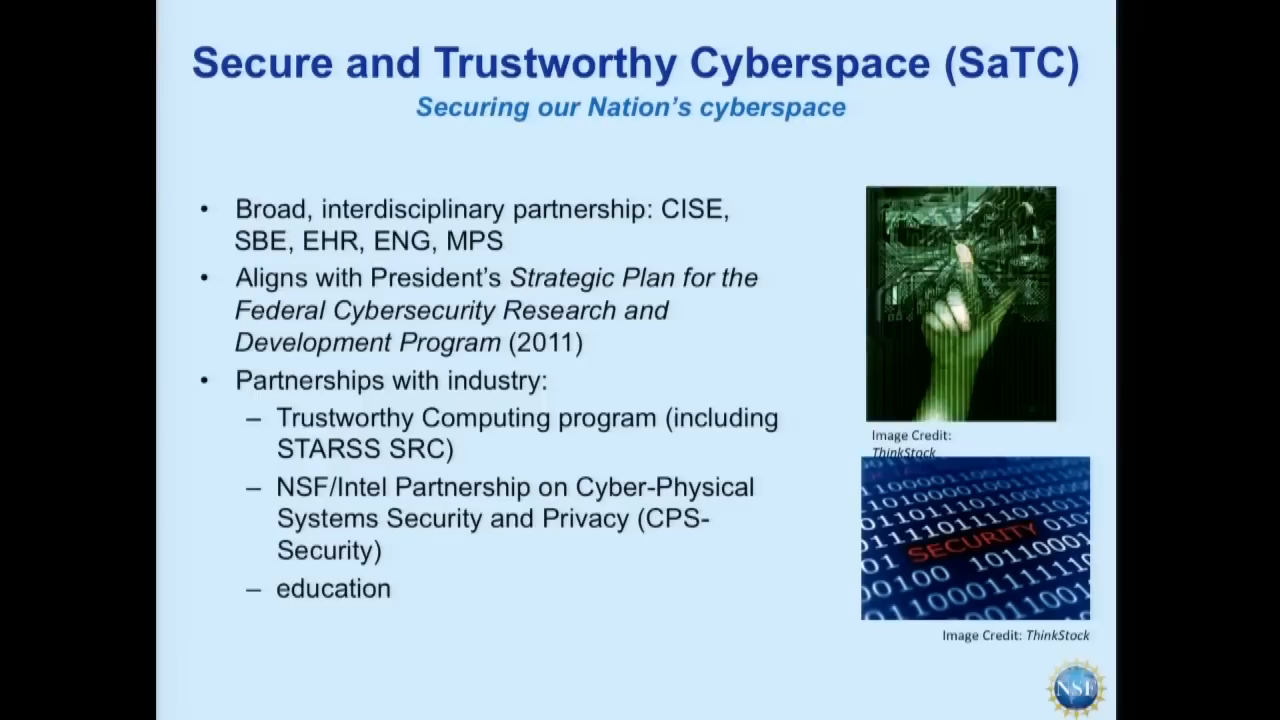 Secure and Trustworthy Cyberspace (SaTC)
Securing our Nation's cyberspace
• Broad, interdisciplinary partnership: CISE,
SBE, EHR, ENG, MPS
• Aligns with President's Strategic Plan for the
Federal Cybersecurity Research and
Development Program (2011)
• Partnerships with industry:
– Trustworthy Computing program (including
STARSS SRC)
– NSF/Intel Partnership on Cyber-Physical
Systems Security and Privacy (CPS-
Security)
– education
Image Credit:
ThinkStock
SECURITY
Image Credit: ThinkStock
NSF